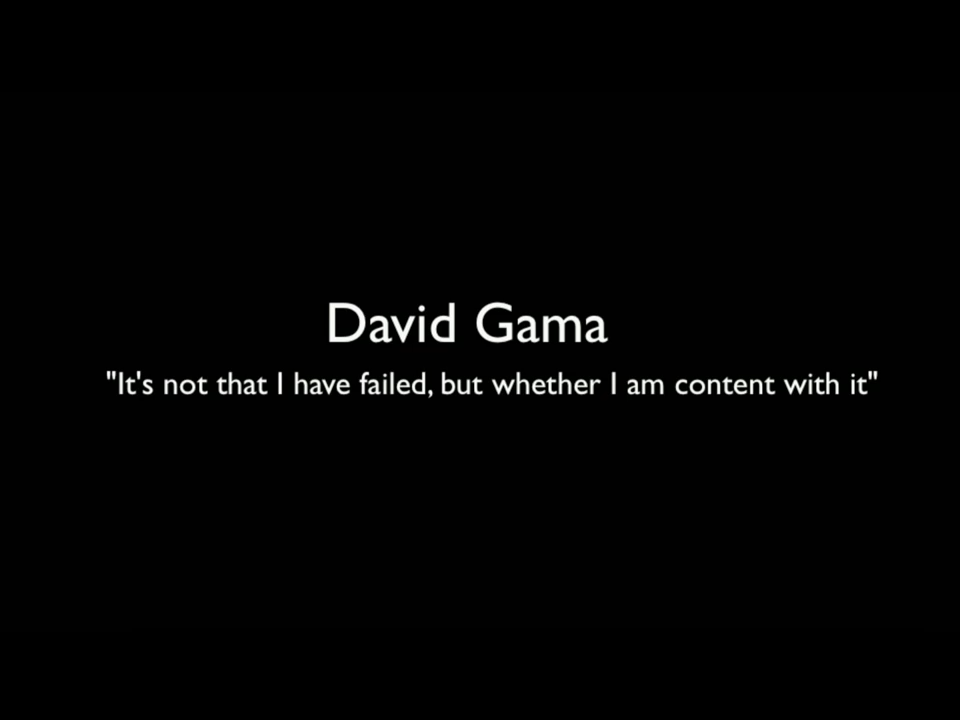 David Gama
"It's not that I have failed, but whether I am content with it"